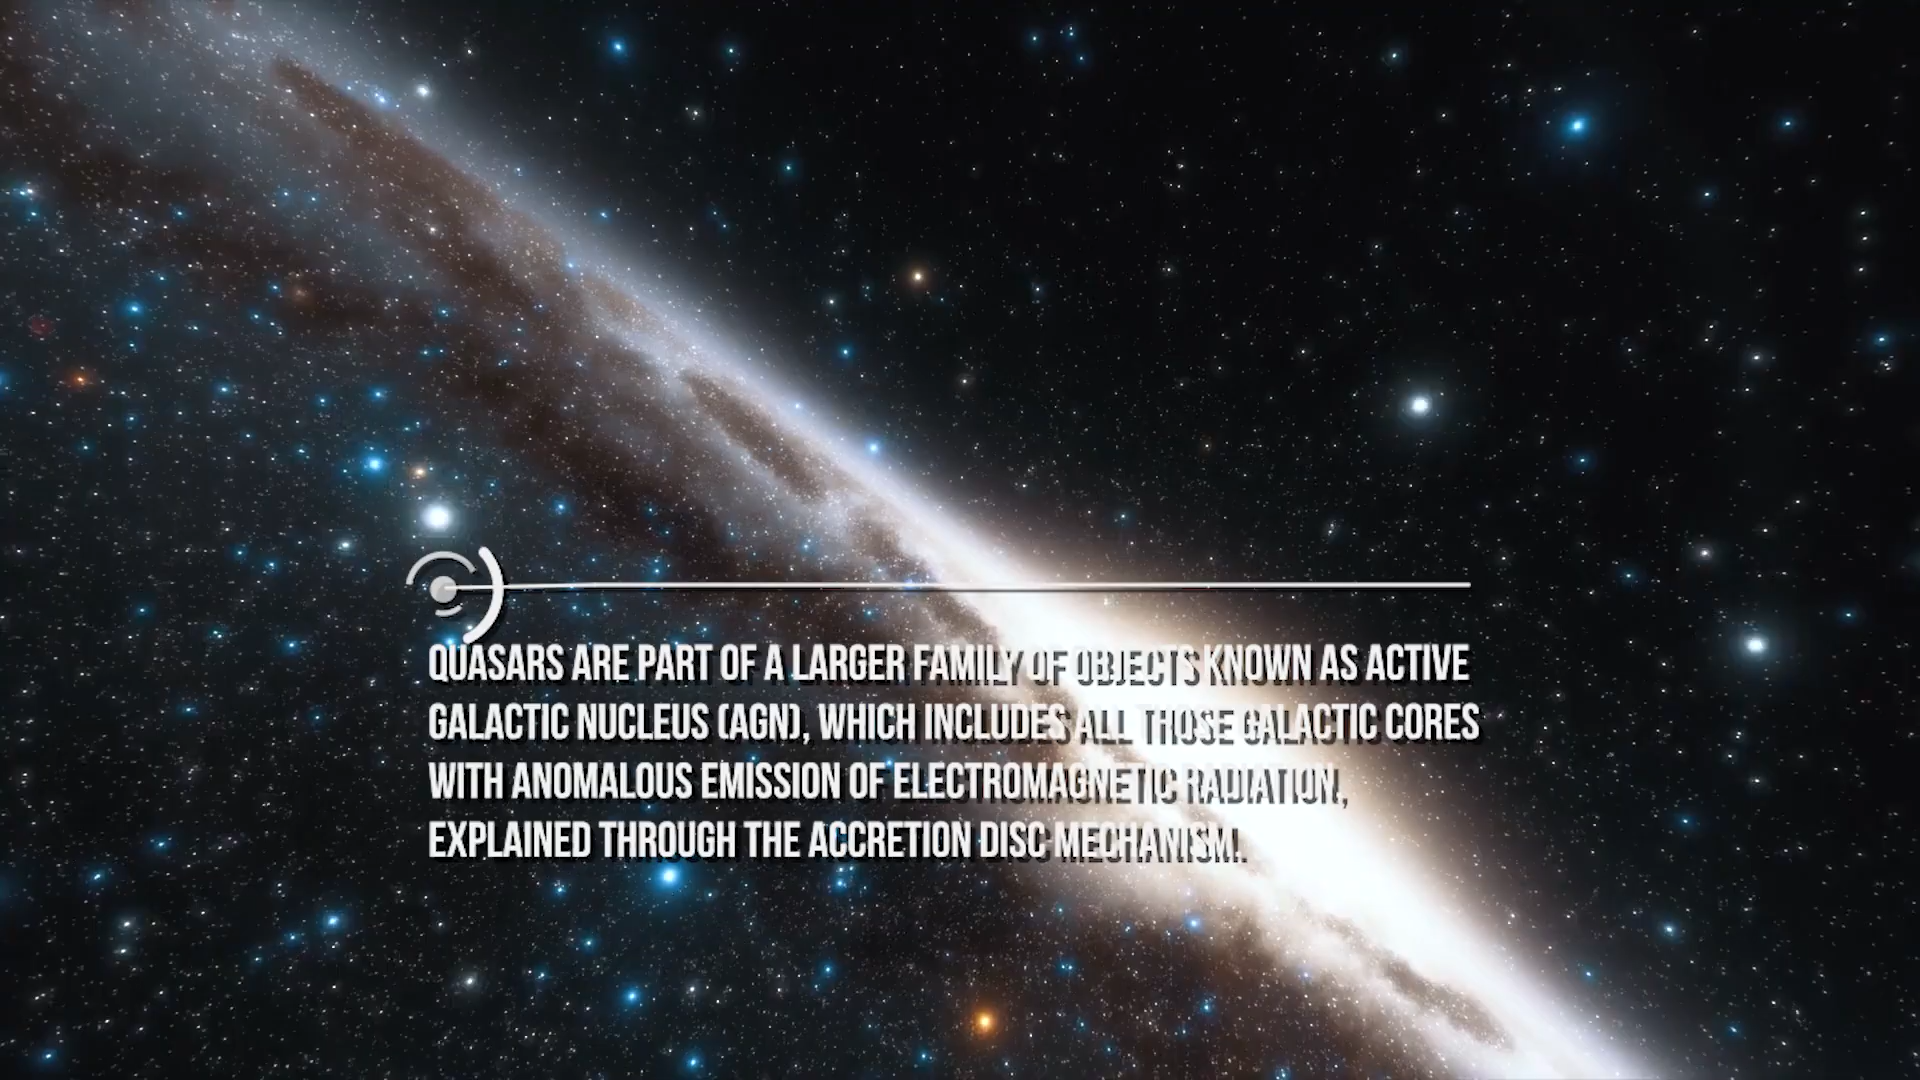 QUASARS ARE PART OF A LARGER FAMILY OF OBJECTS KNOWN AS ACTIVE
GALACTIC NUCLEUS (AGN), WHICH INCLUDES ALL THOSE GALACTIC CORES
WITH ANOMALOUS EMISSION OF ELECTROMAGNETIC RADIATION,
EXPLAINED THROUGH THE ACCRETION DISC MECHANISM.